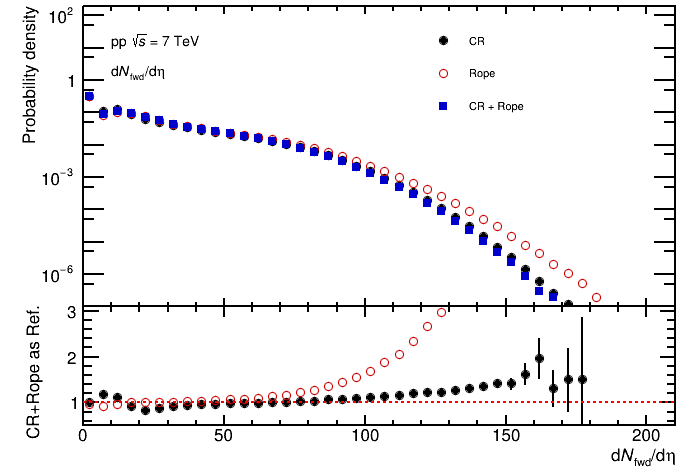 10²
1
10⁻³
10⁻⁶
Probability density
pp √s = 7 TeV
dN_fwd/dη
CR
Rope
CR + Rope
3
2
1
CR+Rope as Ref.
0 50 100 150 200
dN_fwd/dη